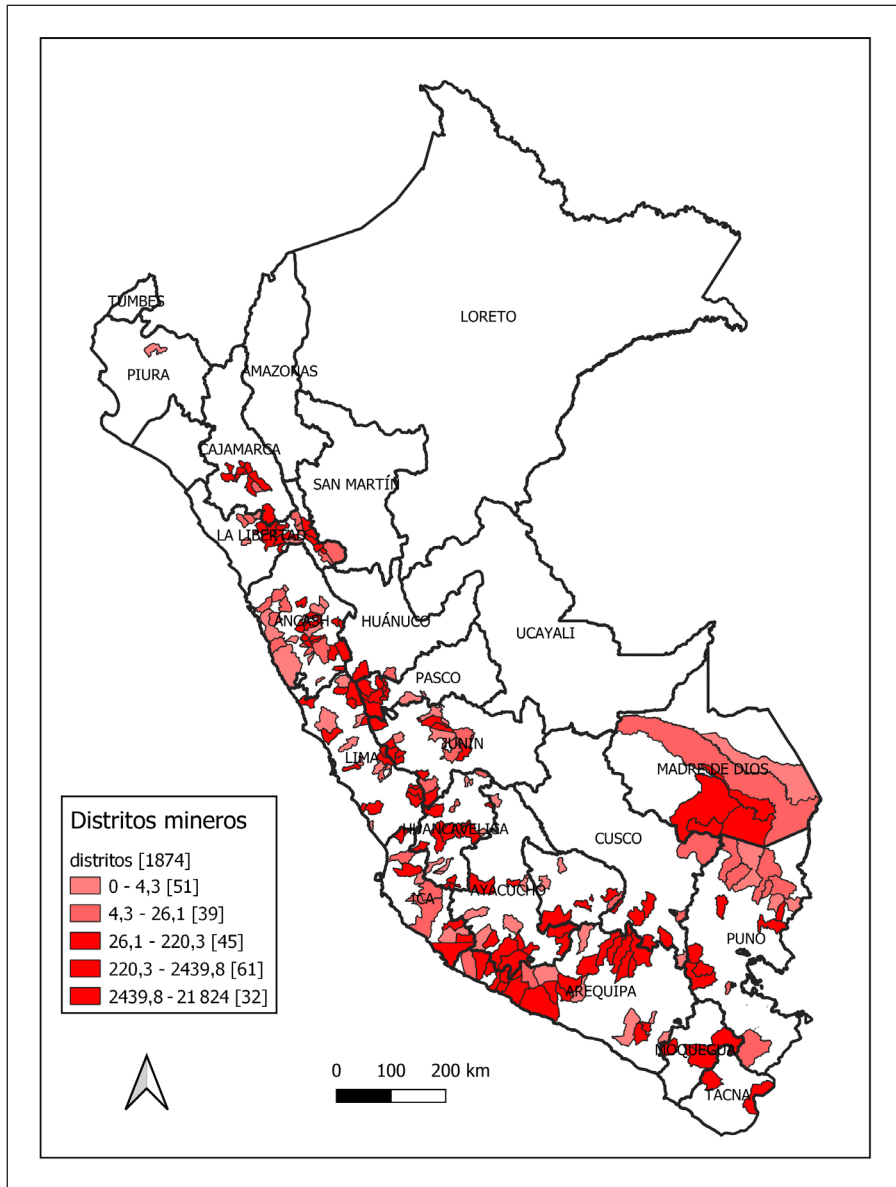 TUMBES
LORETO
PIURA
AMAZONAS
CAJAMARCA
SAN MARTÍN
LA LIBERTAD
ANCASH
HUÁNUCO
UCAYALI
PASCO
JUNÍN
LIMA
MADRE DE DIOS
HUANCAVELICA
CUSCO
AYACUCHO
ICA
PUNO
AREQUIPA
MOQUEGUA
TACNA
Distritos mineros
distritos [1874]
0 - 4,3 [51]
4,3 - 26,1 [39]
26,1 - 220,3 [45]
220,3 - 2439,8 [61]
2439,8 - 21 824 [32]
0 100 200 km